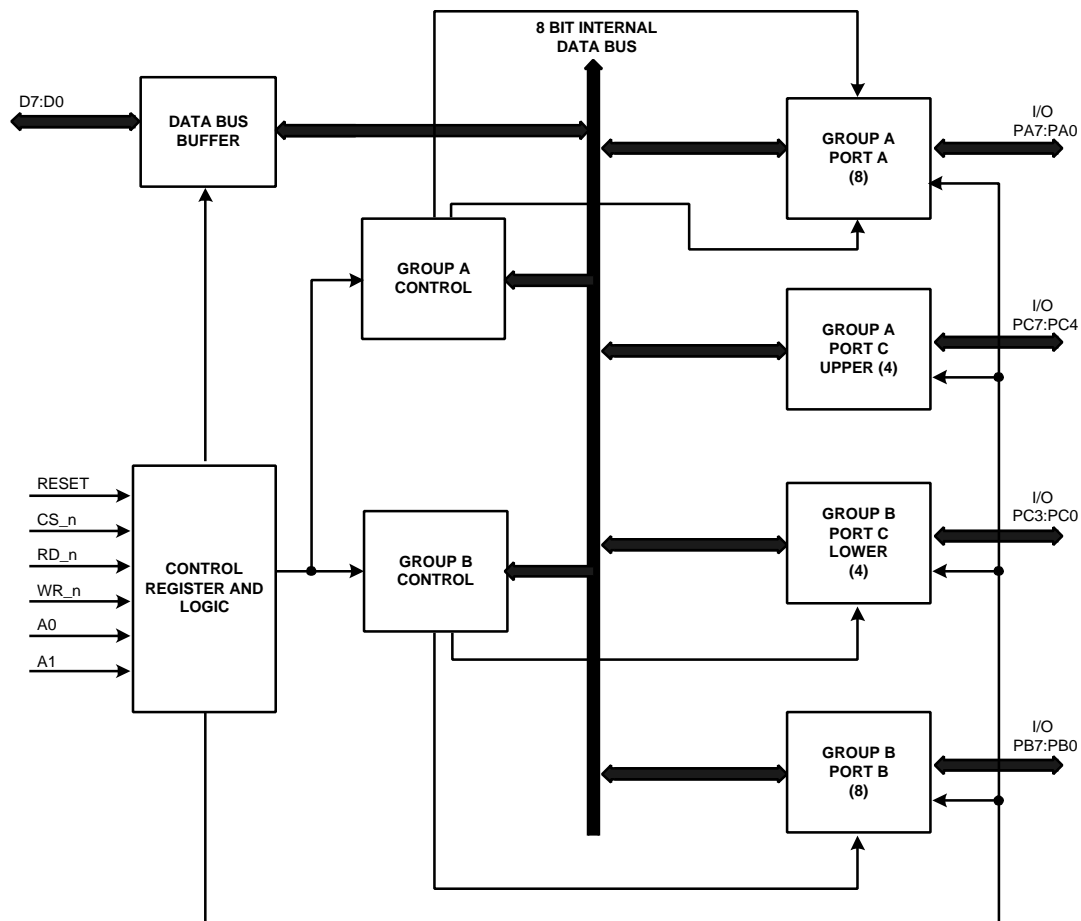 8 BIT INTERNAL
DATA BUS
D7:D0
DATA BUS
BUFFER
GROUP A
PORT A
(8)
I/O
PA7:PA0
GROUP A
CONTROL
GROUP A
PORT C
UPPER (4)
I/O
PC7:PC4
RESET
CS_n
RD_n
WR_n
A0
A1
CONTROL
REGISTER AND
LOGIC
GROUP B
CONTROL
GROUP B
PORT C
LOWER
(4)
I/O
PC3:PC0
GROUP B
PORT B
(8)
I/O
PB7:PB0